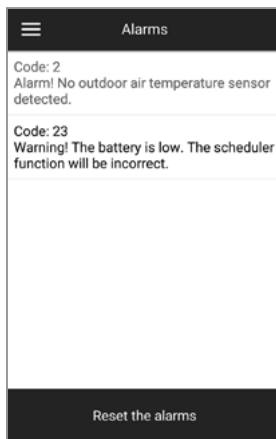 Alarms
Code: 2
Alarm! No outdoor air temperature sensor
detected.
Code: 23
Warning! The battery is low. The scheduler
function will be incorrect.
Reset the alarms